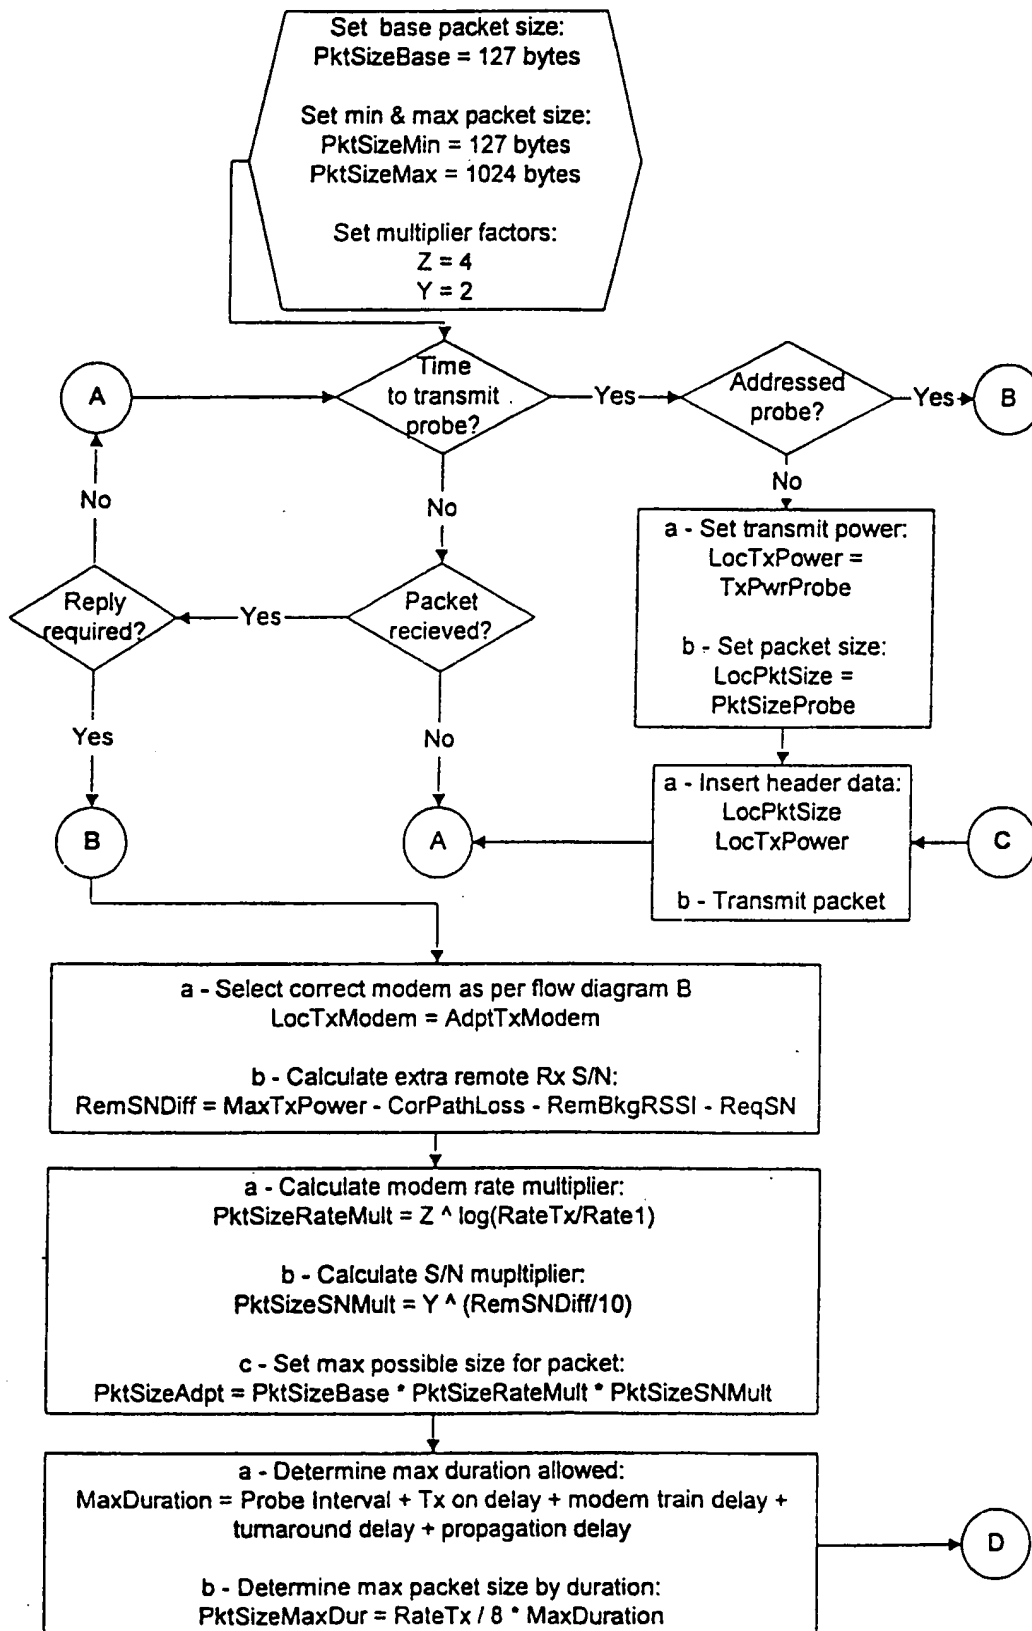 Set base packet size:
PktSizeBase = 127 bytes
Set min & max packet size:
PktSizeMin = 127 bytes
PktSizeMax = 1024 bytes
Set multiplier factors:
Z = 4
Y = 2
A
Time
to transmit
probe?
Yes
Addressed
probe?
Yes
B
No
No
No
a - Set transmit power:
LocTxPower =
TxPwrProbe
b - Set packet size:
LocPktSize =
PktSizeProbe
Reply
required?
Yes
Packet
recieved?
Yes
No
a - Insert header data:
LocPktSize
LocTxPower
b - Transmit packet
B
A
C
a - Select correct modem as per flow diagram B
LocTxModem = AdptTxModem
b - Calculate extra remote Rx S/N:
RemSNDiff = MaxTxPower - CorPathLoss - RemBkgRSSI - ReqSN
a - Calculate modem rate multiplier:
PktSizeRateMult = Z ^ log(RateTx/Rate1)
b - Calculate S/N mupltiplier:
PktSizeSNMult = Y ^ (RemSNDiff/10)
c - Set max possible size for packet:
PktSizeAdpt = PktSizeBase * PktSizeRateMult * PktSizeSNMult
a - Determine max duration allowed:
MaxDuration = Probe Interval + Tx on delay + modem train delay +
turnaround delay + propagation delay
b - Determine max packet size by duration:
PktSizeMaxDur = RateTx / 8 * MaxDuration
D